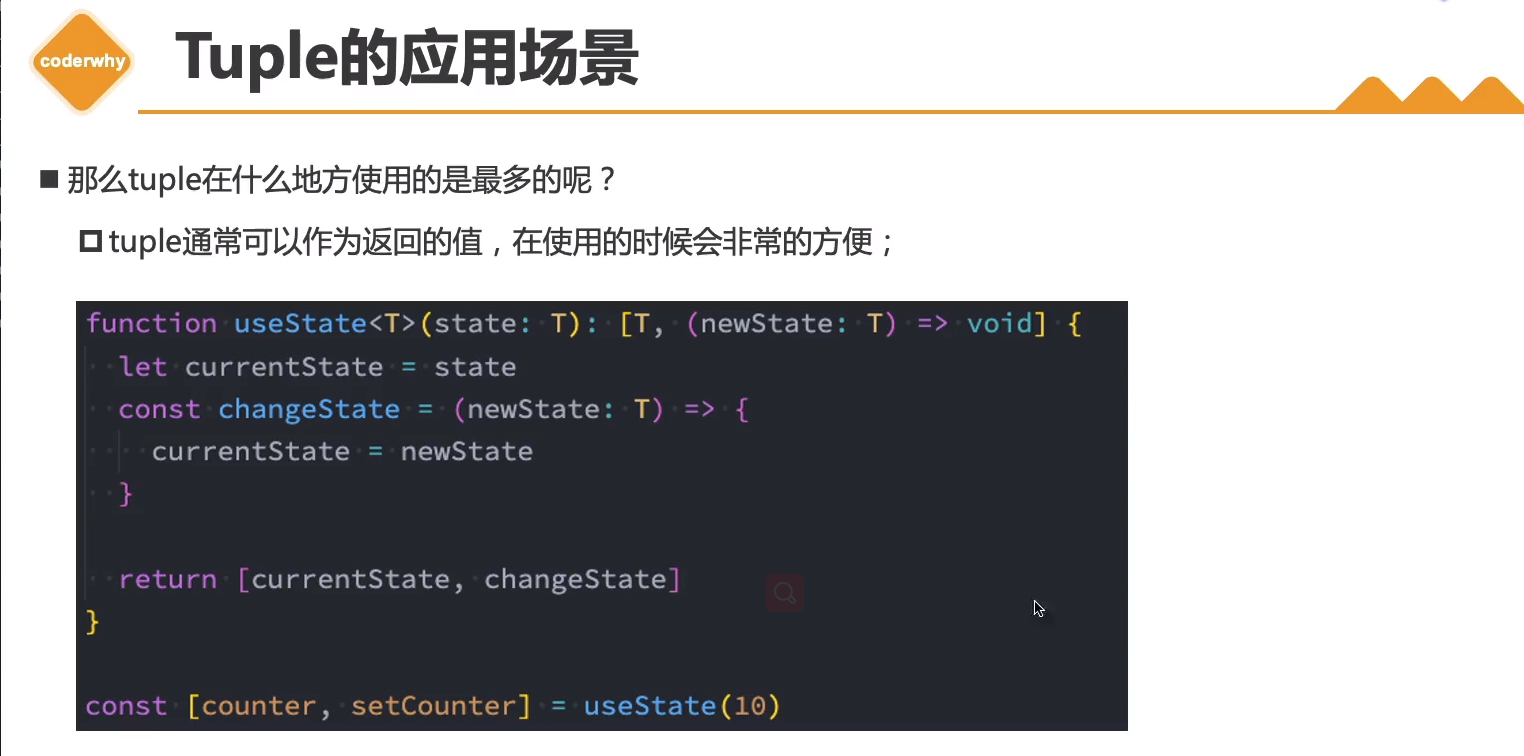 coderwhy
Tuple的应用场景
那么tuple在什么地方使用的是最多的呢？
tuple通常可以作为返回的值，在使用的时候会非常的方便；
function useState<T>(state: T): [T, (newState: T) => void] {
  let currentState = state
  const changeState = (newState: T) => {
    currentState = newState
  }
  return [currentState, changeState]
}
const [counter, setCounter] = useState(10)